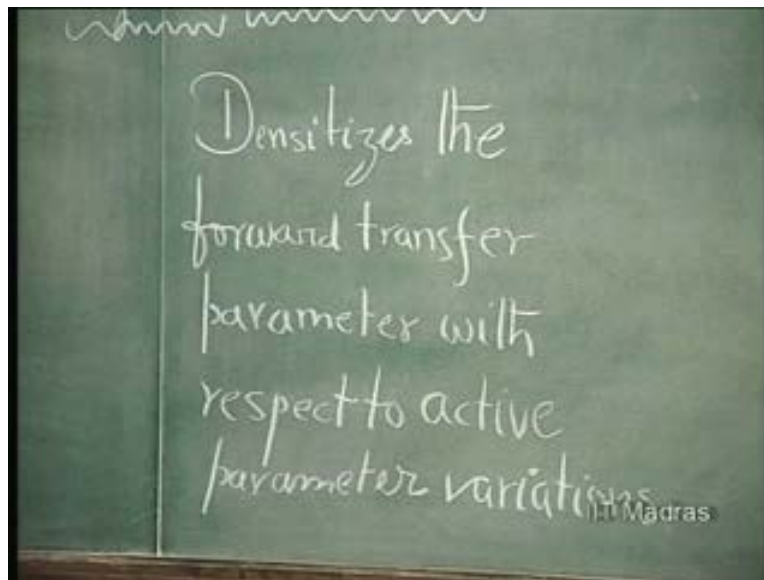 Densitizes the
forward transfer
parameter with
respect to active
parameter variations
IIT Madras